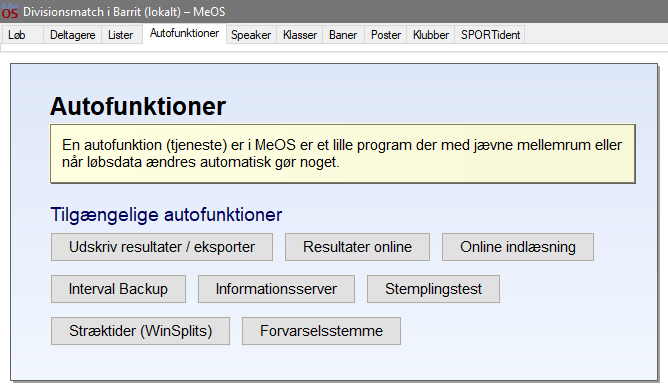 MeOS Divisionsmatch i Barrit (lokalt) – MeOS
Løb Deltagere Lister Autofunktioner Speaker Klasser Baner Poster Klubber SPORTident
Autofunktioner
En autofunktion (tjeneste) er i MeOS er et lille program der med jævne mellemrum eller
når løbsdata ændres automatisk gør noget.
Tilgængelige autofunktioner
Udskriv resultater / eksporter Resultater online Online indlæsning
Interval Backup Informationsserver Stemplingstest
Stræktider (WinSplits) Forvarselsstemme